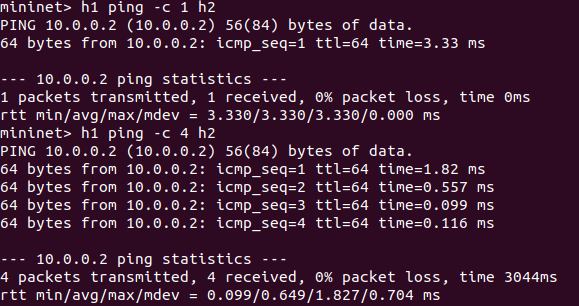 mininet> h1 ping -c 1 h2
PING 10.0.0.2 (10.0.0.2) 56(84) bytes of data.
64 bytes from 10.0.0.2: icmp_seq=1 ttl=64 time=3.33 ms
--- 10.0.0.2 ping statistics ---
1 packets transmitted, 1 received, 0% packet loss, time 0ms
rtt min/avg/max/mdev = 3.330/3.330/3.330/0.000 ms
mininet> h1 ping -c 4 h2
PING 10.0.0.2 (10.0.0.2) 56(84) bytes of data.
64 bytes from 10.0.0.2: icmp_seq=1 ttl=64 time=1.82 ms
64 bytes from 10.0.0.2: icmp_seq=2 ttl=64 time=0.557 ms
64 bytes from 10.0.0.2: icmp_seq=3 ttl=64 time=0.099 ms
64 bytes from 10.0.0.2: icmp_seq=4 ttl=64 time=0.116 ms
--- 10.0.0.2 ping statistics ---
4 packets transmitted, 4 received, 0% packet loss, time 3044ms
rtt min/avg/max/mdev = 0.099/0.649/1.827/0.704 ms